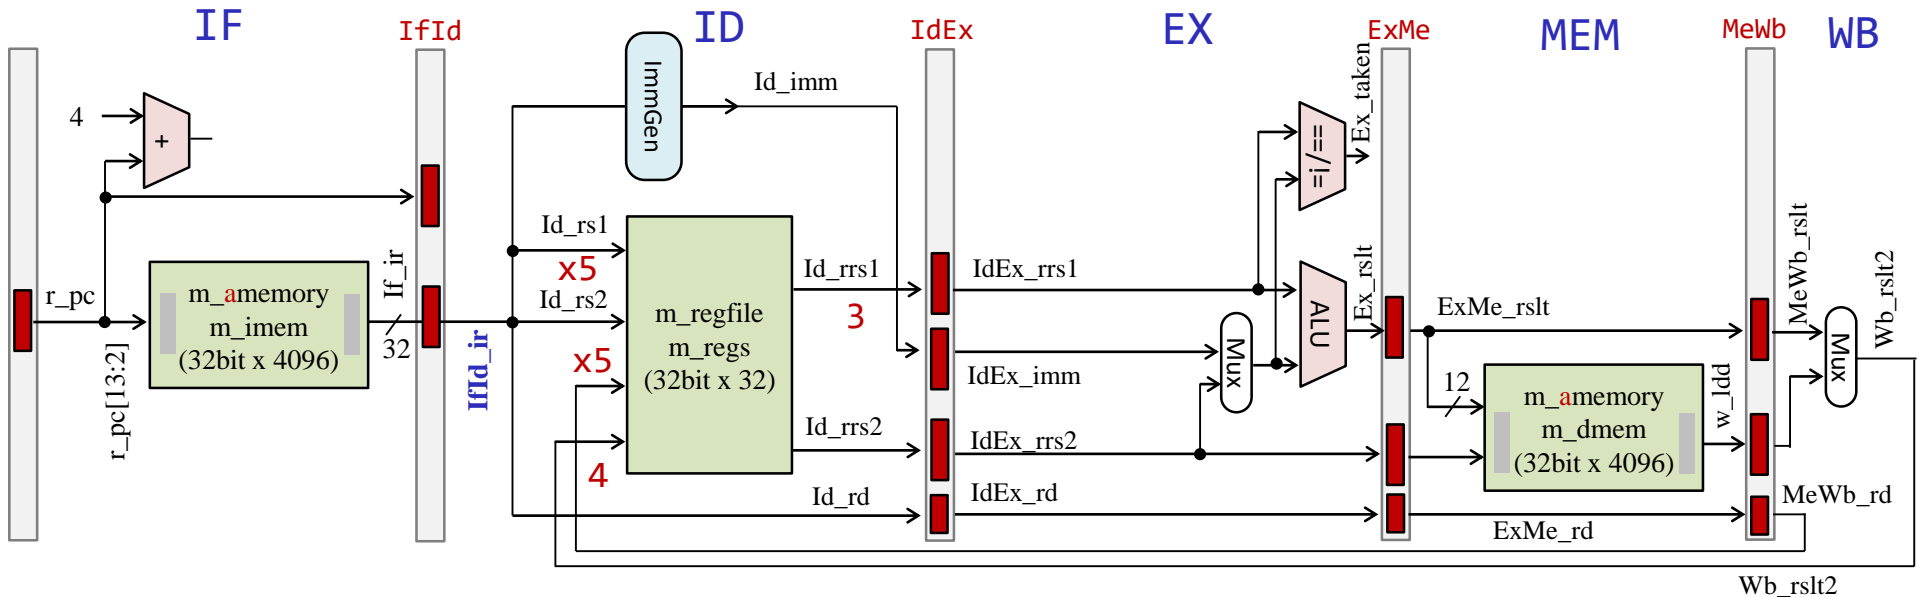 IF
IfId
ID
IdEx
EX
ExMe
MEM
MeWb
WB
4
+
ImmGen
Id_imm
==/!=
Ex_taken
r_pc
r_pc[13:2]
m_amemory
m_imem
(32bit x 4096)
If_ir
32
IfId_ir
Id_rs1
x5
Id_rs2
x5
4
m_regfile
m_regs
(32bit x 32)
Id_rrs1
3
Id_rrs2
Id_rd
IdEx_rrs1
IdEx_imm
IdEx_rrs2
IdEx_rd
Mux
ALU
Ex_rslt
ExMe_rslt
12
m_amemory
m_dmem
(32bit x 4096)
w_ldd
ExMe_rd
MeWb_rslt
Mux
Wb_rslt2
MeWb_rd
Wb_rslt2